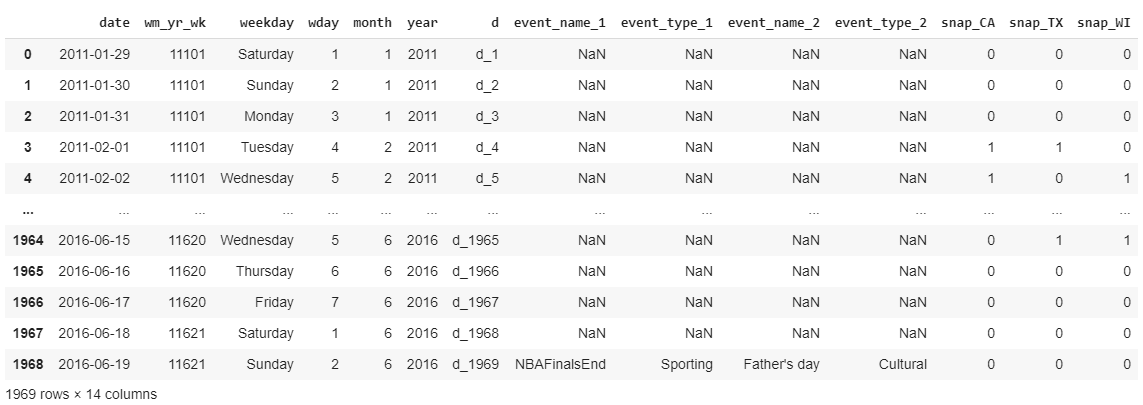 date wm_yr_wk weekday wday month year d event_name_1 event_type_1 event_name_2 event_type_2 snap_CA snap_TX snap_WI
0 2011-01-29 11101 Saturday 1 1 2011 d_1 NaN NaN NaN NaN 0 0 0
1 2011-01-30 11101 Sunday 2 1 2011 d_2 NaN NaN NaN NaN 0 0 0
2 2011-01-31 11101 Monday 3 1 2011 d_3 NaN NaN NaN NaN 0 0 0
3 2011-02-01 11101 Tuesday 4 2 2011 d_4 NaN NaN NaN NaN 1 1 0
4 2011-02-02 11101 Wednesday 5 2 2011 d_5 NaN NaN NaN NaN 1 0 1
... ... ... ... ... ... ... ... ... ... ... ... ... ... ...
1964 2016-06-15 11620 Wednesday 5 6 2016 d_1965 NaN NaN NaN NaN 0 1 1
1965 2016-06-16 11620 Thursday 6 6 2016 d_1966 NaN NaN NaN NaN 0 0 0
1966 2016-06-17 11620 Friday 7 6 2016 d_1967 NaN NaN NaN NaN 0 0 0
1967 2016-06-18 11621 Saturday 1 6 2016 d_1968 NaN NaN NaN NaN 0 0 0
1968 2016-06-19 11621 Sunday 2 6 2016 d_1969 NBAFinalsEnd Sporting Father's day Cultural 0 0 0
1969 rows × 14 columns